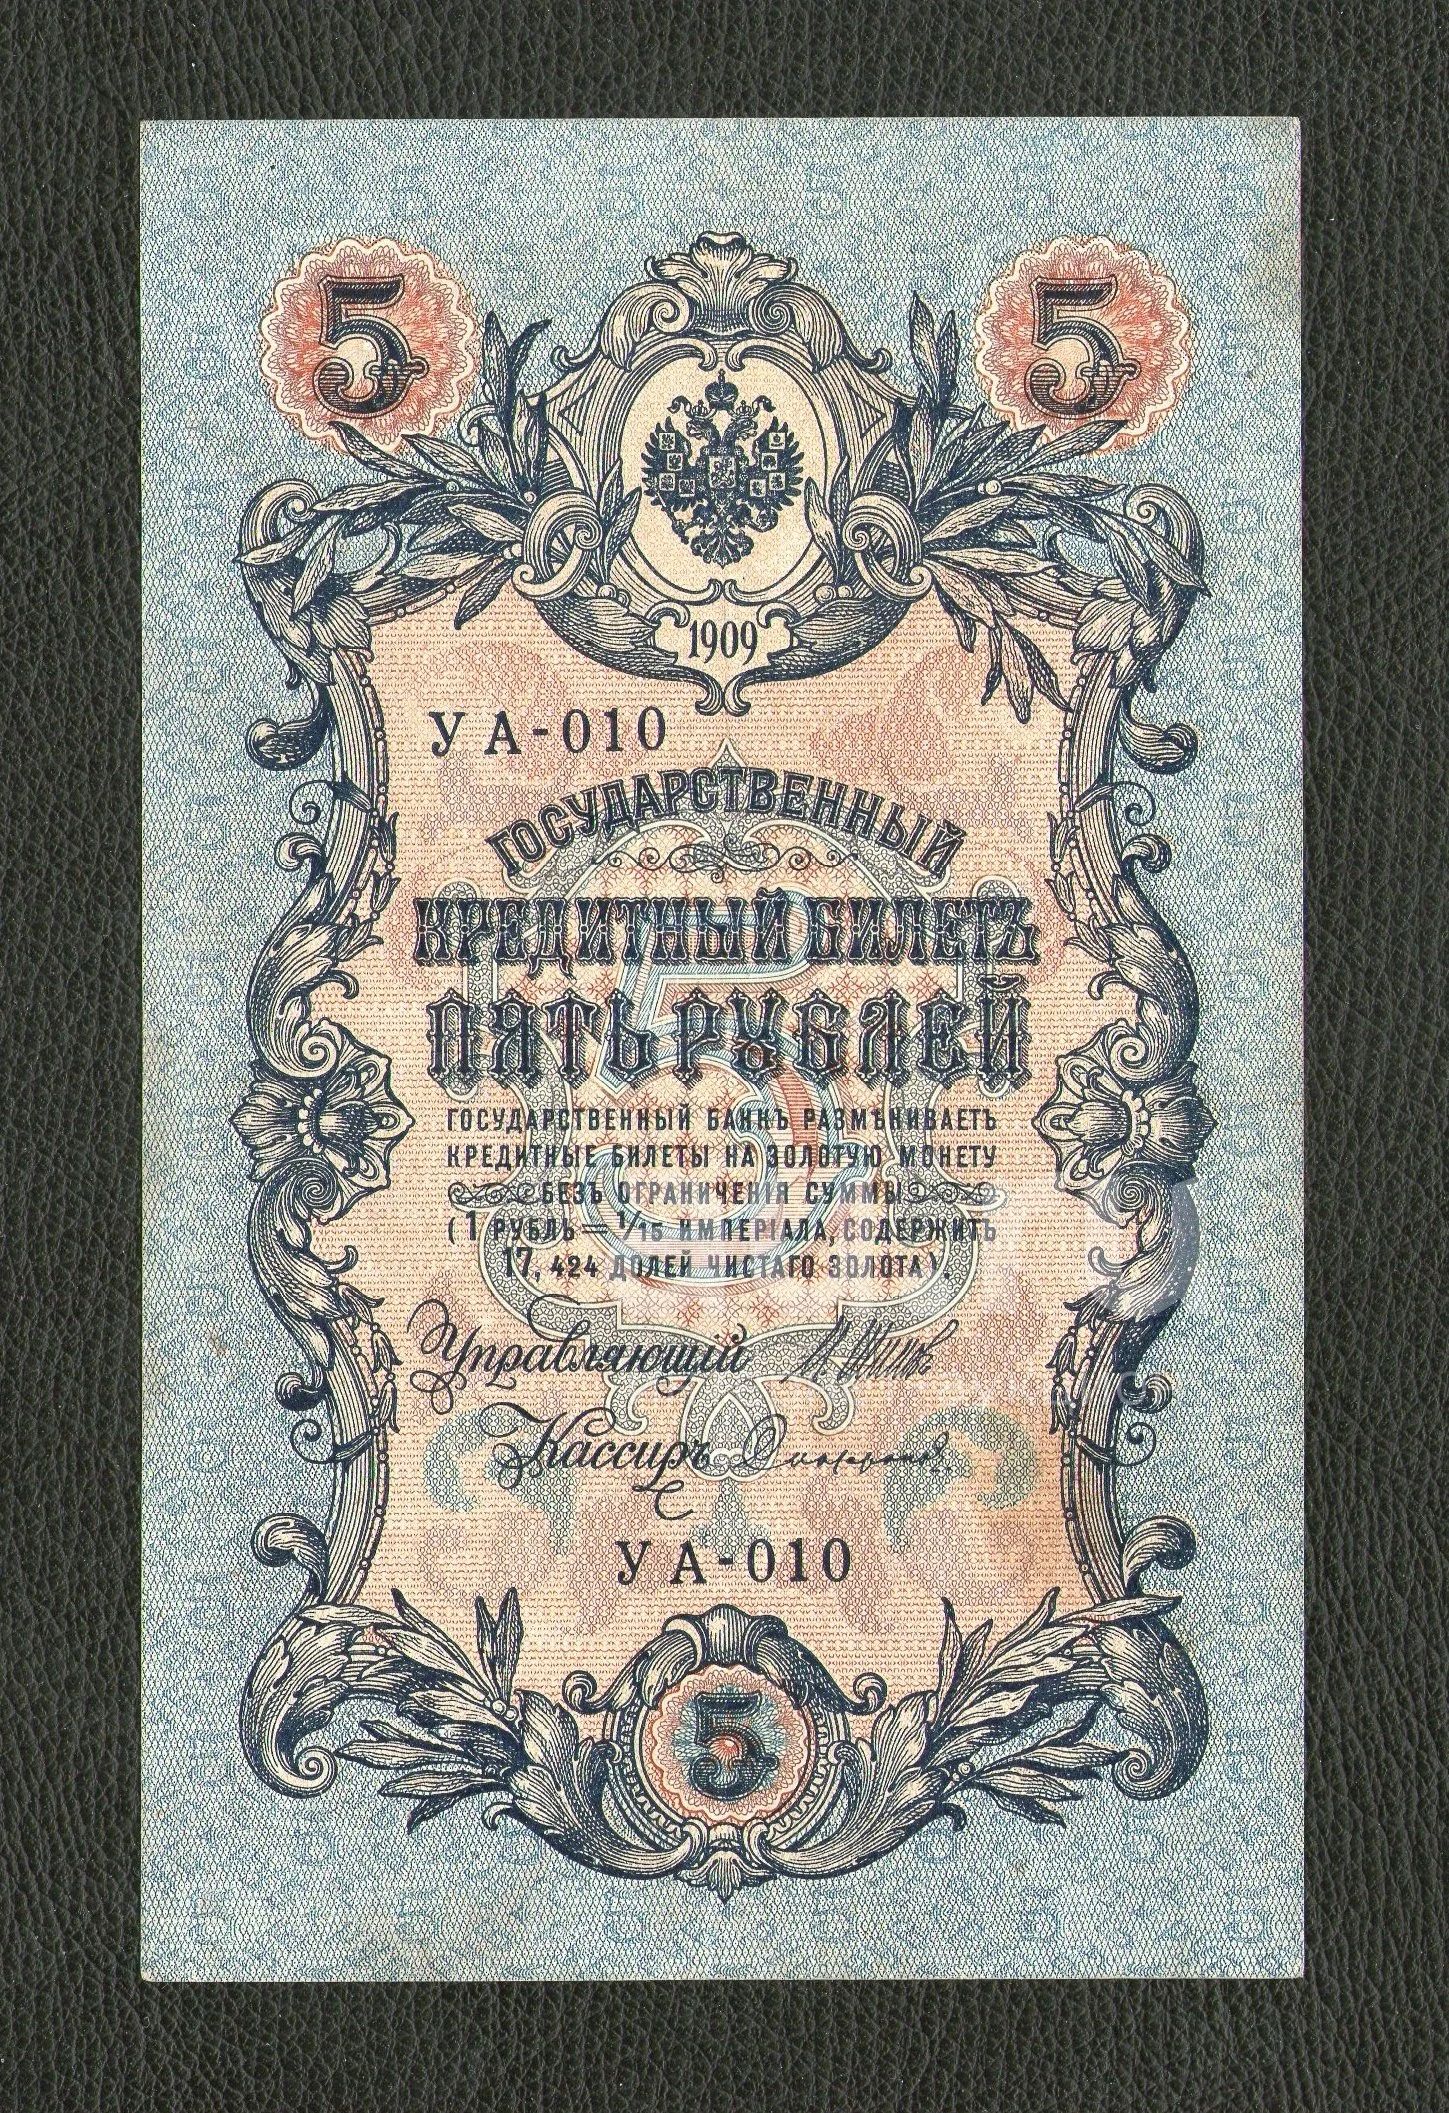 5 5
1909
УА-010
ГОСУДАРСТВЕННЫЙ
КРЕДИТНЫЙ БИЛЕТЪ
ПЯТЬ РУБЛЕЙ
5
ГОСУДАРСТВЕННЫЙ БАНКЪ РАЗМѢНИВАЕТЪ
КРЕДИТНЫЕ БИЛЕТЫ НА ЗОЛОТУЮ МОНЕТУ
БЕЗЪ ОГРАНИЧЕНІЯ СУММЫ
(1 РУБЛЬ = 1/15 ИМПЕРІАЛА, СОДЕРЖИТЪ
17, 424 ДОЛЕЙ ЧИСТАГО ЗОЛОТА).
Управляющій
Кассиръ
УА-010
5